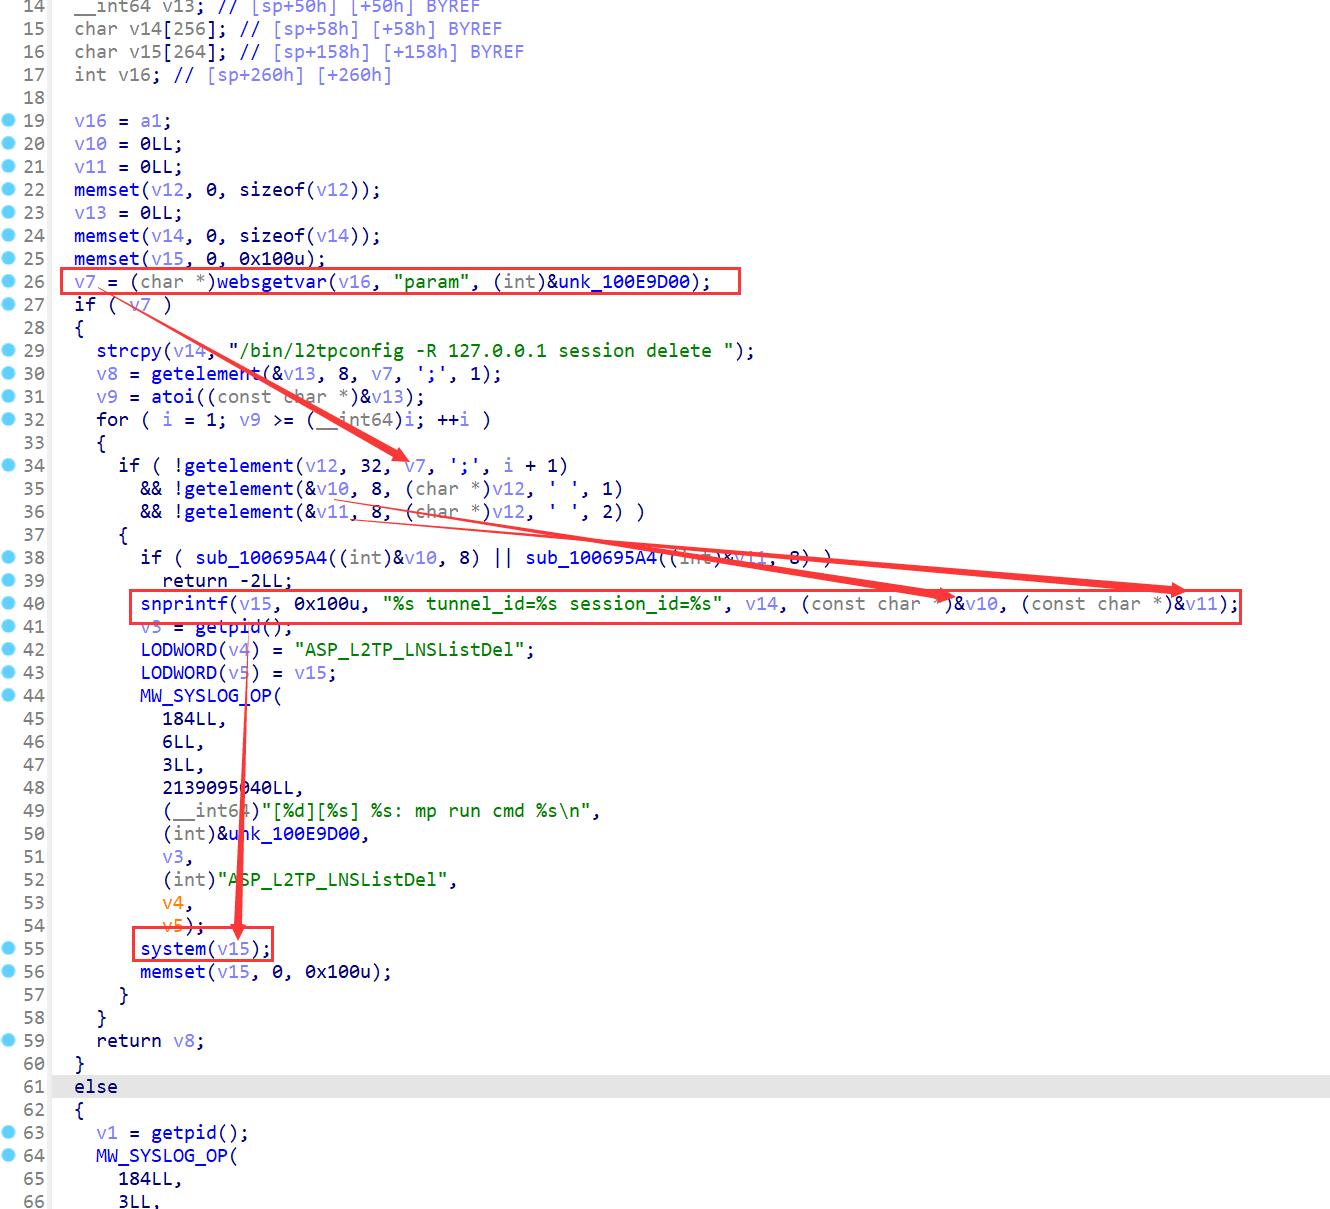 14 __int64 v13; // [sp+50h] [+50h] BYREF
15 char v14[256]; // [sp+58h] [+58h] BYREF
16 char v15[264]; // [sp+158h] [+158h] BYREF
17 int v16; // [sp+260h] [+260h]
18
19 v16 = a1;
20 v10 = 0LL;
21 v11 = 0LL;
22 memset(v12, 0, sizeof(v12));
23 v13 = 0LL;
24 memset(v14, 0, sizeof(v14));
25 memset(v15, 0, 0x100u);
26 v7 = (char *)websgetvar(v16, "param", (int)&unk_100E9D00);
27 if ( v7 )
28 {
29 strcpy(v14, "/bin/l2tpconfig -R 127.0.0.1 session delete ");
30 v8 = getelement(&v13, 8, v7, ';', 1);
31 v9 = atoi((const char *)&v13);
32 for ( i = 1; v9 >= (__int64)i; ++i )
33 {
34 if ( !getelement(v12, 32, v7, ';', i + 1)
35 && !getelement(&v10, 8, (char *)v12, ' ', 1)
36 && !getelement(&v11, 8, (char *)v12, ' ', 2) )
37 {
38 if ( sub_100695A4((int)&v10, 8) || sub_100695A4((int)&v11, 8) )
39 return -2LL;
40 snprintf(v15, 0x100u, "%s tunnel_id=%s session_id=%s", v14, (const char *)&v10, (const char *)&v11);
41 v3 = getpid();
42 LODWORD(v4) = "ASP_L2TP_LNSListDel";
43 LODWORD(v5) = v15;
44 MW_SYSLOG_OP(
45 184LL,
46 6LL,
47 3LL,
48 2139095040LL,
49 (__int64)"[%d][%s] %s: mp run cmd %s\n",
50 (int)&unk_100E9D00,
51 v3,
52 (int)"ASP_L2TP_LNSListDel",
53 v4,
54 v5);
55 system(v15);
56 memset(v15, 0, 0x100u);
57 }
58 }
59 return v8;
60 }
61 else
62 {
63 v1 = getpid();
64 MW_SYSLOG_OP(
65 184LL,
66 3LL,